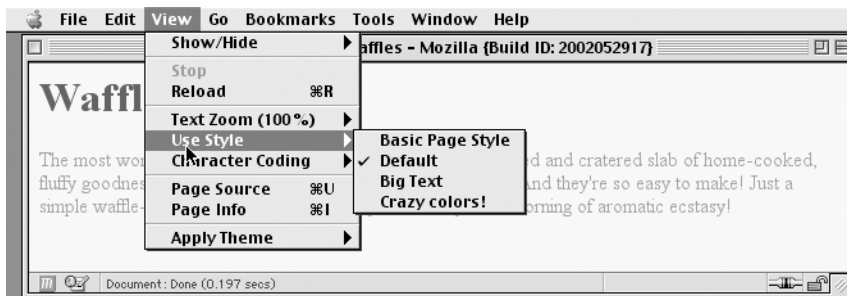 File Edit View Go Bookmarks Tools Window Help
affles - Mozilla {Build ID: 2002052917}
Show/Hide
Stop
Reload ⌘R
Text Zoom (100%)
Use Style
Character Coding
Page Source ⌘U
Page Info ⌘I
Apply Theme
Basic Page Style
✓ Default
Big Text
Crazy colors!
Waffl
The most wor ed and cratered slab of home-cooked,
fluffy goodnes And they're so easy to make! Just a
simple waffle- orning of aromatic ecstasy!
Document: Done (0.197 secs)